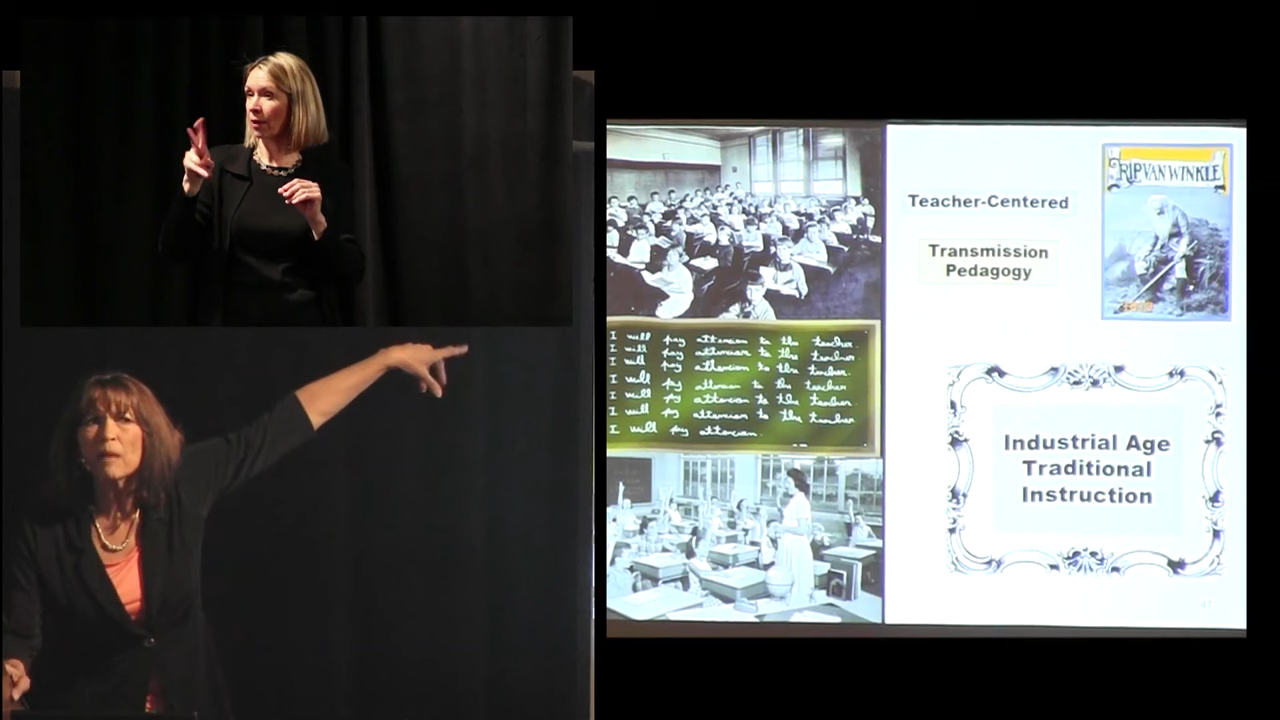 RIP VAN WINKLE
Teacher-Centered
Transmission
Pedagogy
I will pay attention to the teacher.
I will pay attention to the teacher.
I will pay attention to the teacher.
I will pay attention to the teacher
I will pay attention to the teacher.
I will pay attention to the teacher
I will pay attention.
Industrial Age
Traditional
Instruction